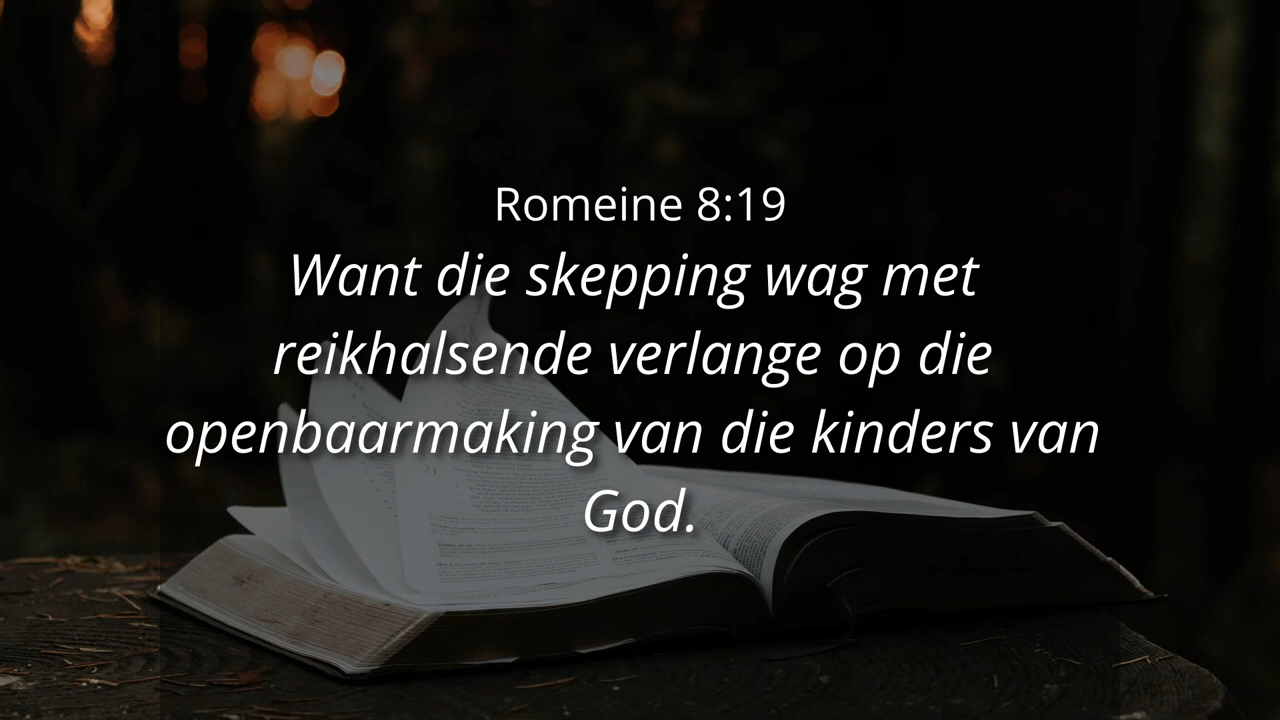 Romeine 8:19
Want die skepping wag met
reikhalsende verlange op die
openbaarmaking van die kinders van
God.